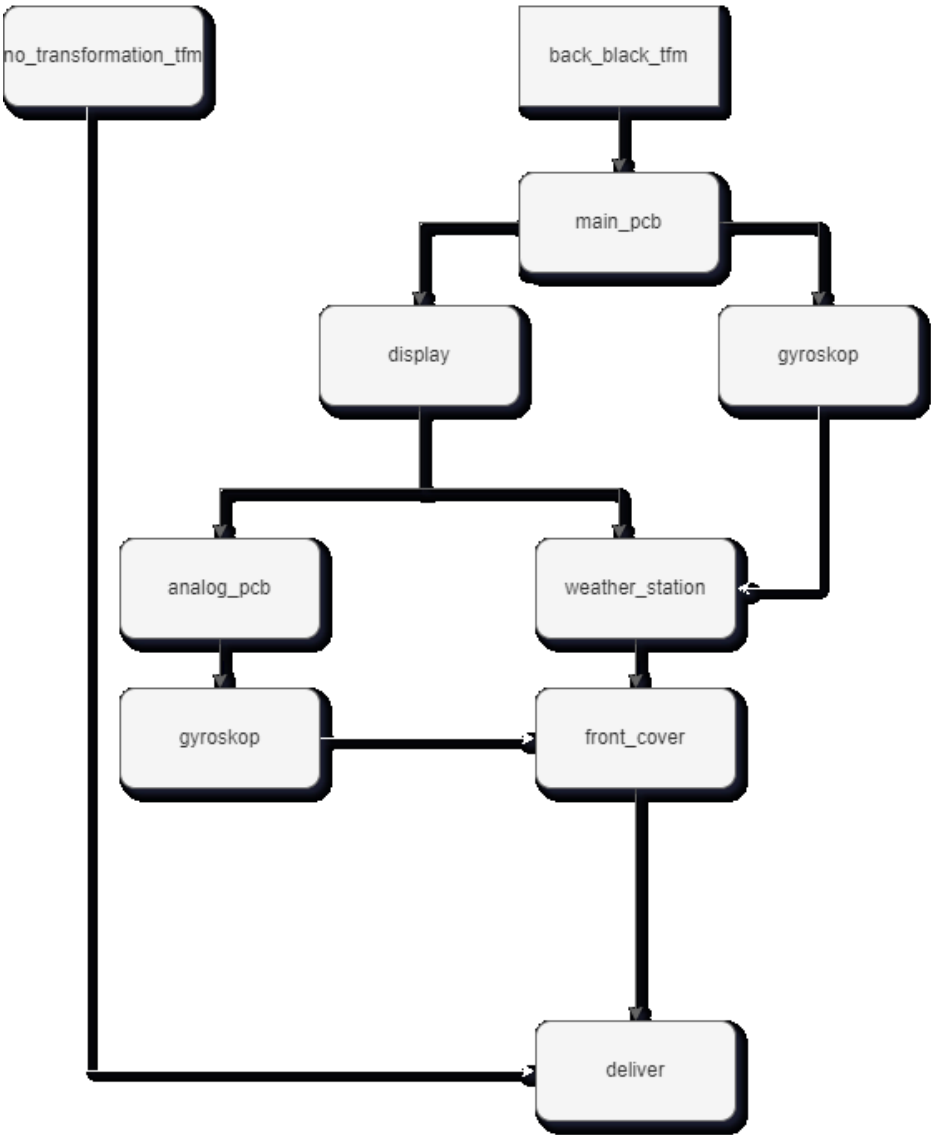 no_transformation_tfm
back_black_tfm
main_pcb
display
gyroskop
analog_pcb
weather_station
gyroskop
front_cover
deliver